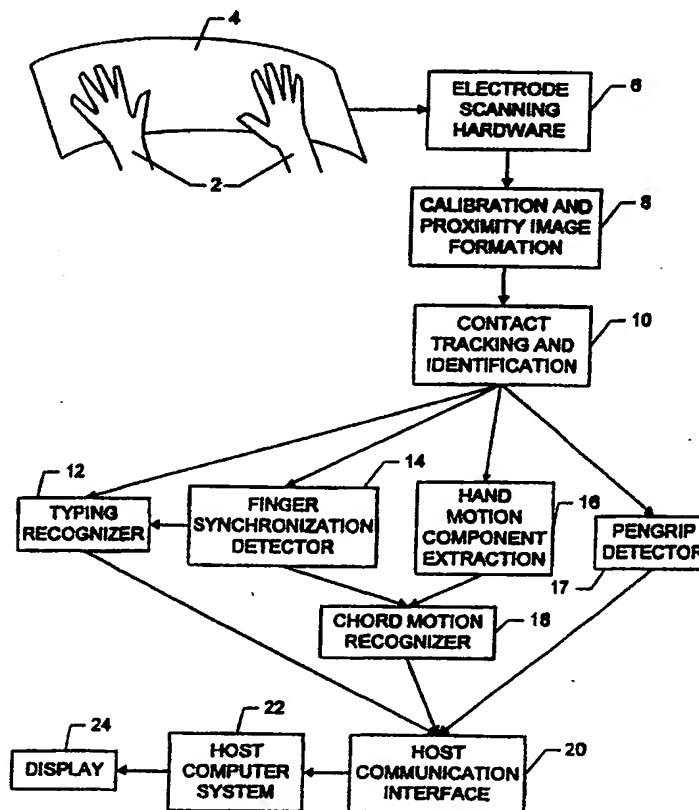 4
ELECTRODE
SCANNING
HARDWARE
6
2
CALIBRATION AND
PROXIMITY IMAGE
FORMATION
8
CONTACT
TRACKING AND
IDENTIFICATION
10
12
TYPING
RECOGNIZER
14
FINGER
SYNCHRONIZATION
DETECTOR
HAND
MOTION
COMPONENT
EXTRACTION
16
PENGRIP
DETECTOR
17
CHORD MOTION
RECOGNIZER
18
24
DISPLAY
22
HOST
COMPUTER
SYSTEM
HOST
COMMUNICATION
INTERFACE
20